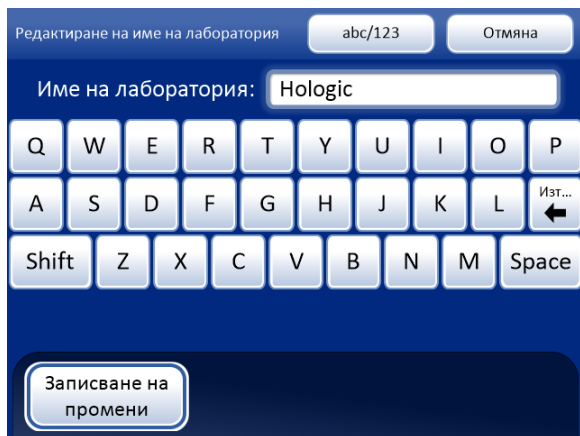 Редактиране на име на лаборатория abc/123 Отмяна
Име на лаборатория: Hologic
Q W E R T Y U I O P
A S D F G H J K L Изт...
Shift Z X C V B N M Space
Записване на
промени